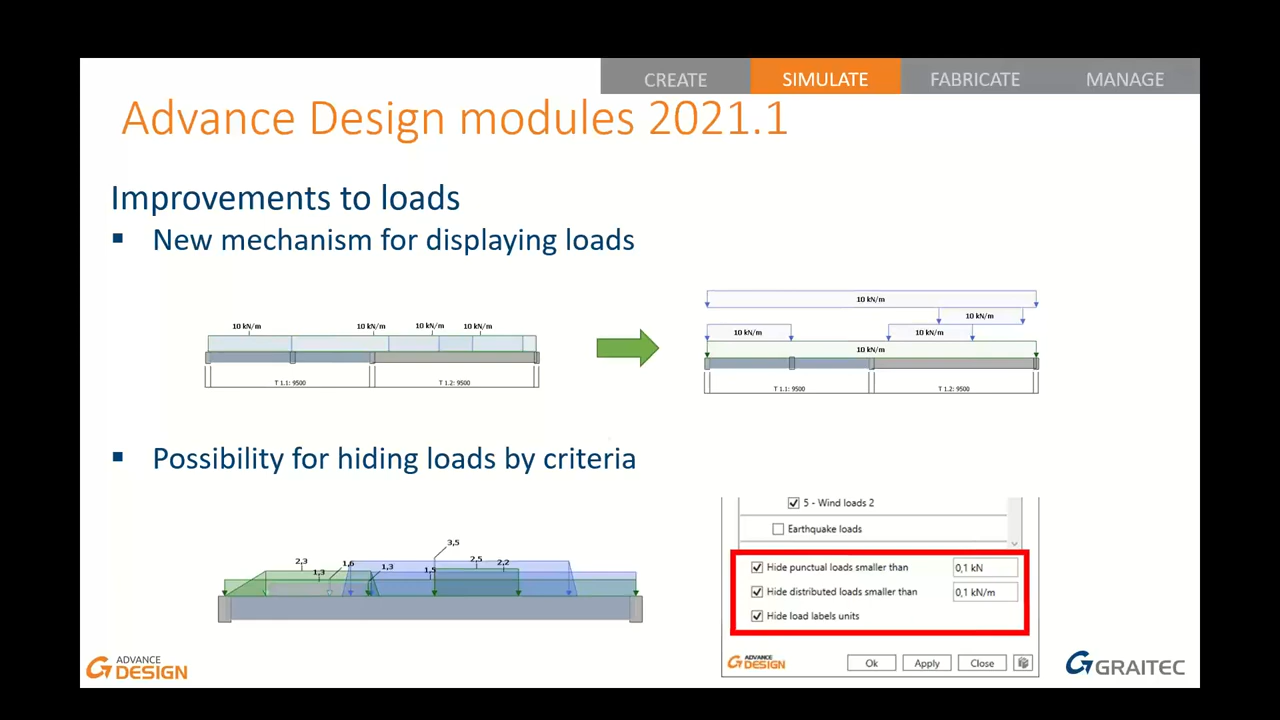 CREATE SIMULATE FABRICATE MANAGE
Advance Design modules 2021.1
Improvements to loads
▪ New mechanism for displaying loads
10 kN/m 10 kN/m 10 kN/m 10 kN/m
T 1.1: 9500 T 1.2: 9500
10 kN/m
10 kN/m
10 kN/m 10 kN/m
10 kN/m
T 1.1: 9500 T 1.2: 9500
▪ Possibility for hiding loads by criteria
3,5
2,3 1,6 2,5 2,2
1,3 1,3
5 - Wind loads 2
Earthquake loads
Hide punctual loads smaller than 0,1 kN
Hide distributed loads smaller than 0,1 kN/m
Hide load labels units
ADVANCE
DESIGN
Ok Apply Close
ADVANCE
DESIGN
GRAITEC